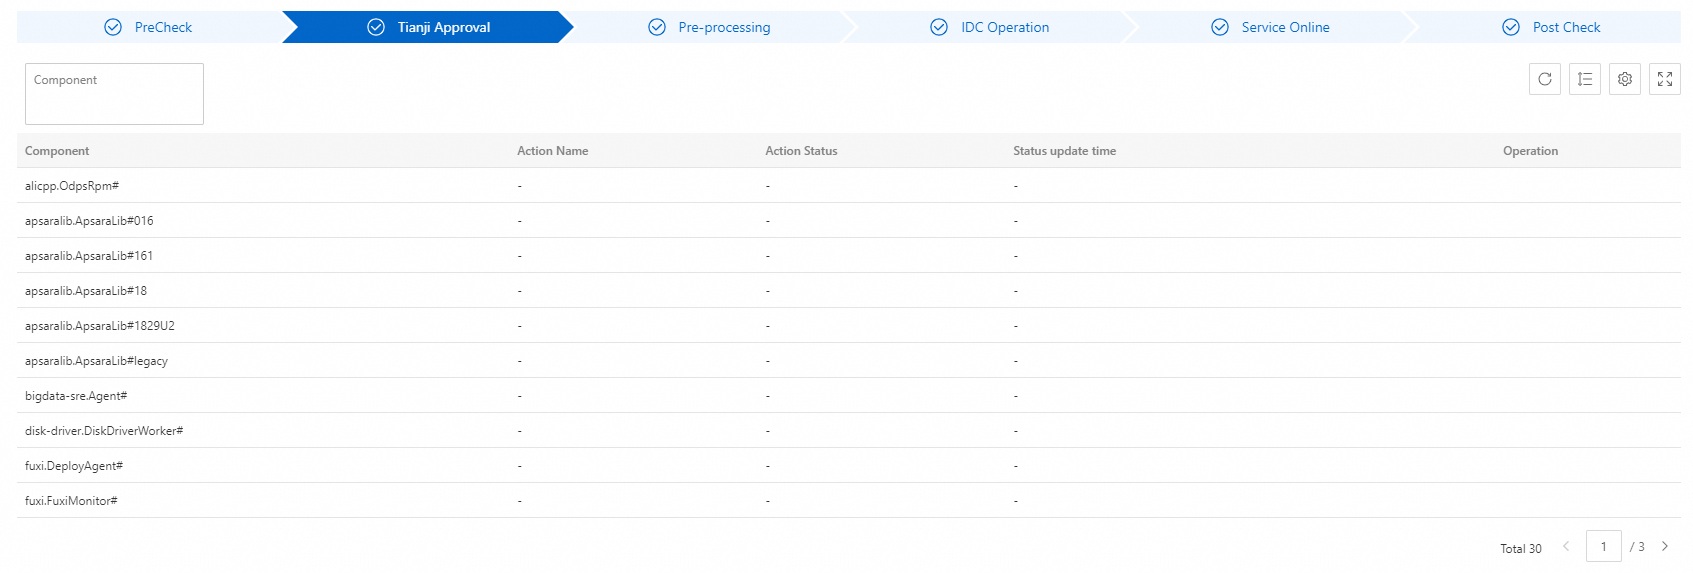 PreCheck Tianji Approval Pre-processing IDC Operation Service Online Post Check
Component
Component Action Name Action Status Status update time Operation
alicpp.OdpsRpm# - - -
apsaralib.ApsaraLib#016 - - -
apsaralib.ApsaraLib#161 - - -
apsaralib.ApsaraLib#18 - - -
apsaralib.ApsaraLib#1829U2 - - -
apsaralib.ApsaraLib#legacy - - -
bigdata-sre.Agent# - - -
disk-driver.DiskDriverWorker# - - -
fuxi.DeployAgent# - - -
fuxi.FuxiMonitor# - - -
Total 30 1 / 3